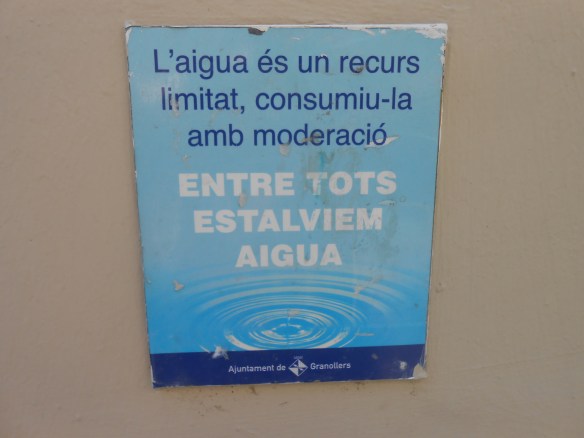 L'aigua és un recurs
limitat, consumiu-la
amb moderació
ENTRE TOTS
ESTALVIEM
AIGUA
Ajuntament de Granollers